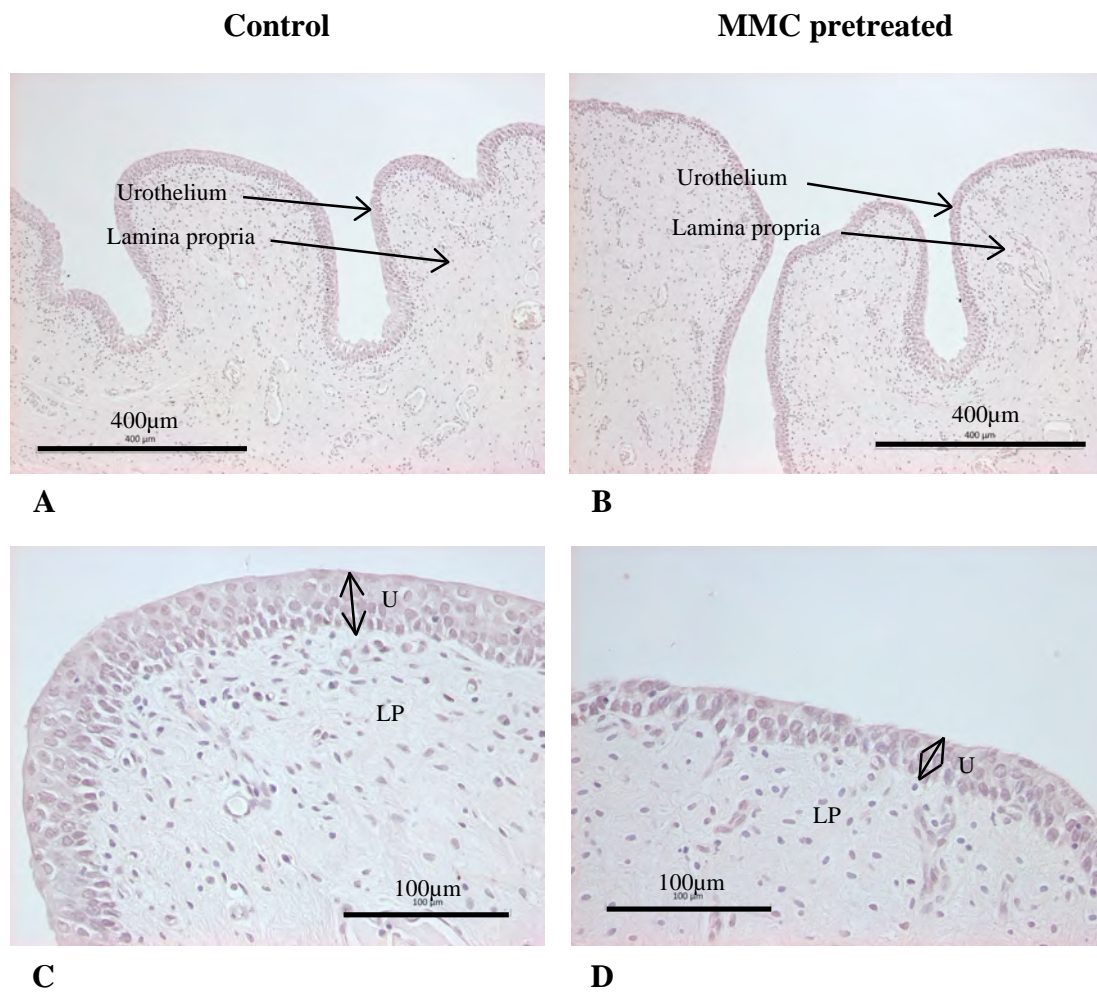 Control
MMC pretreated
Urothelium
Lamina propria
400µm
400 µm
A
Urothelium
Lamina propria
400µm
400 µm
B
U
LP
100µm
100 µm
C
U
LP
100µm
100 µm
D